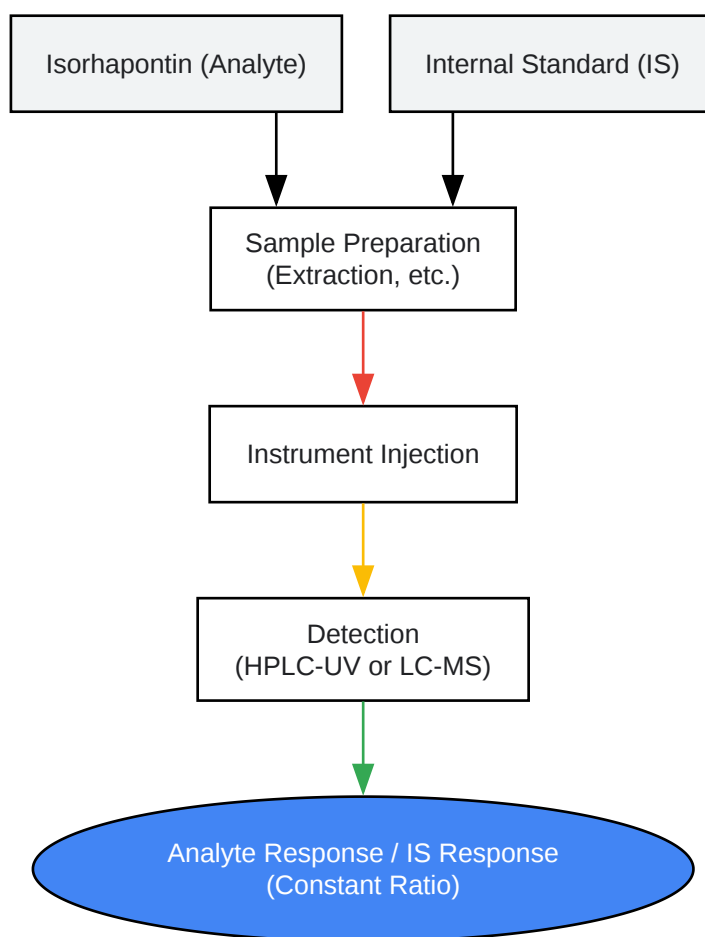 Isorhapontin (Analyte)
Internal Standard (IS)
Sample Preparation
(Extraction, etc.)
Instrument Injection
Detection
(HPLC-UV or LC-MS)
Analyte Response / IS Response
(Constant Ratio)